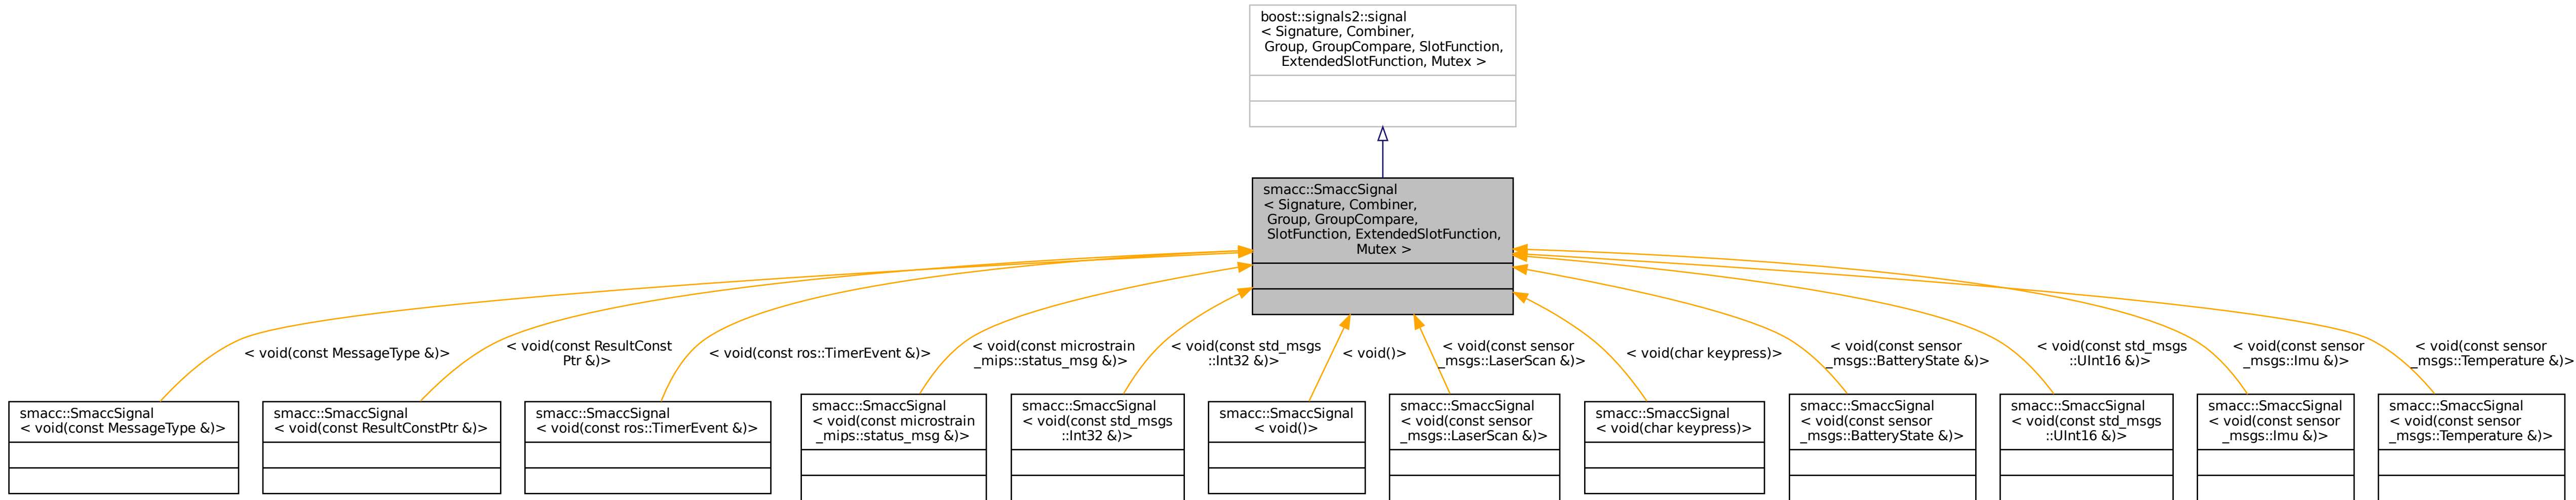 boost::signals2::signal
< Signature, Combiner,
Group, GroupCompare, SlotFunction,
ExtendedSlotFunction, Mutex >
smacc::SmaccSignal
< Signature, Combiner,
Group, GroupCompare,
SlotFunction, ExtendedSlotFunction,
Mutex >
< void(const MessageType &)>
< void(const ResultConst
Ptr &)>
< void(const ros::TimerEvent &)>
< void(const microstrain
_mips::status_msg &)>
< void(const std_msgs
::Int32 &)>
< void()>
< void(const sensor
_msgs::LaserScan &)>
< void(char keypress)>
< void(const sensor
_msgs::BatteryState &)>
< void(const std_msgs
::UInt16 &)>
< void(const sensor
_msgs::Imu &)>
< void(const sensor
_msgs::Temperature &)>
smacc::SmaccSignal
< void(const MessageType &)>
smacc::SmaccSignal
< void(const ResultConstPtr &)>
smacc::SmaccSignal
< void(const ros::TimerEvent &)>
smacc::SmaccSignal
< void(const microstrain
_mips::status_msg &)>
smacc::SmaccSignal
< void(const std_msgs
::Int32 &)>
smacc::SmaccSignal
< void()>
smacc::SmaccSignal
< void(const sensor
_msgs::LaserScan &)>
smacc::SmaccSignal
< void(char keypress)>
smacc::SmaccSignal
< void(const sensor
_msgs::BatteryState &)>
smacc::SmaccSignal
< void(const std_msgs
::UInt16 &)>
smacc::SmaccSignal
< void(const sensor
_msgs::Imu &)>
smacc::SmaccSignal
< void(const sensor
_msgs::Temperature &)>